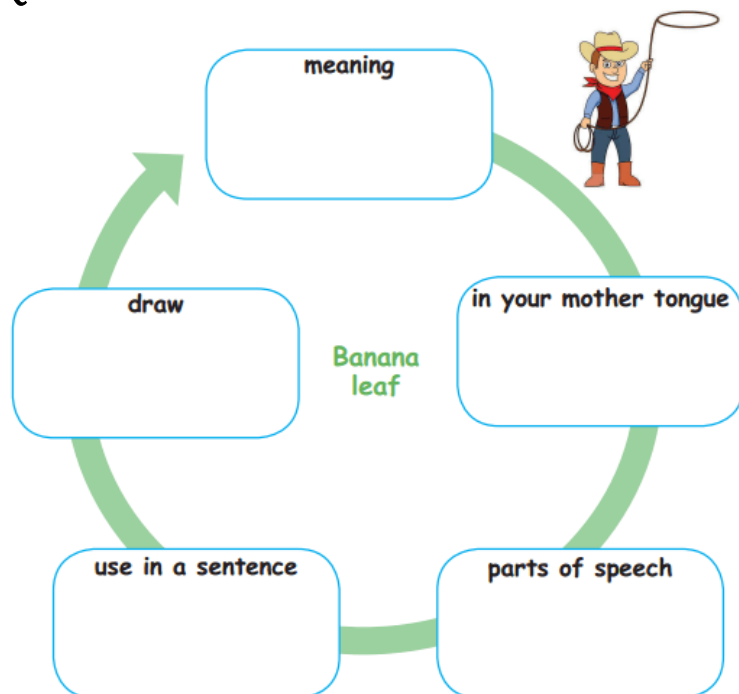 meaning
in your mother tongue
draw
Banana
leaf
use in a sentence
parts of speech